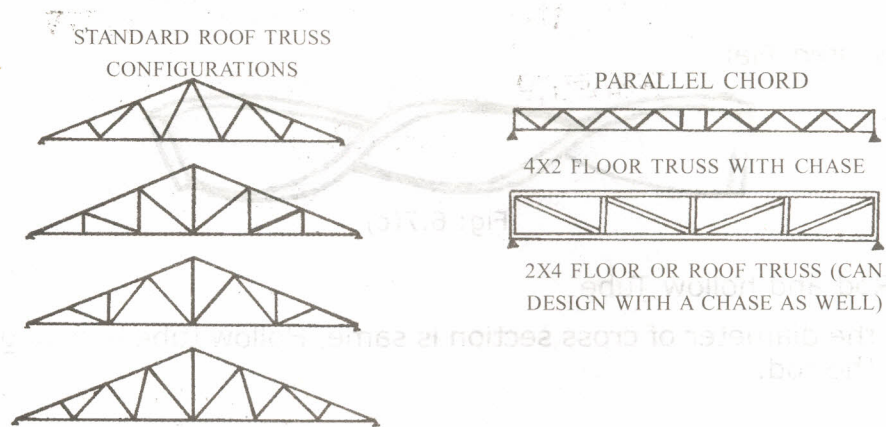 STANDARD ROOF TRUSS
CONFIGURATIONS
PARALLEL CHORD
4X2 FLOOR TRUSS WITH CHASE
2X4 FLOOR OR ROOF TRUSS (CAN
DESIGN WITH A CHASE AS WELL)